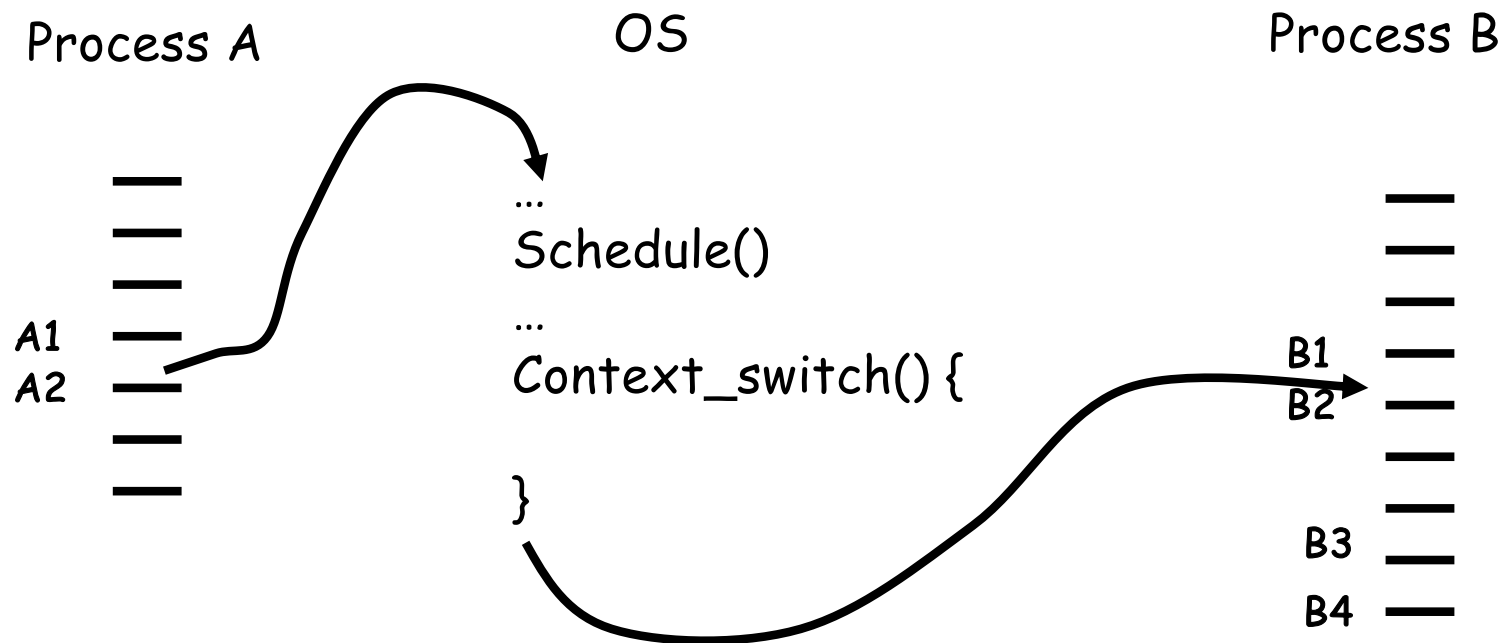 Process A
OS
Process B
...
Schedule()
...
Context_switch() {
}
A1
A2
B1
B2
B3
B4